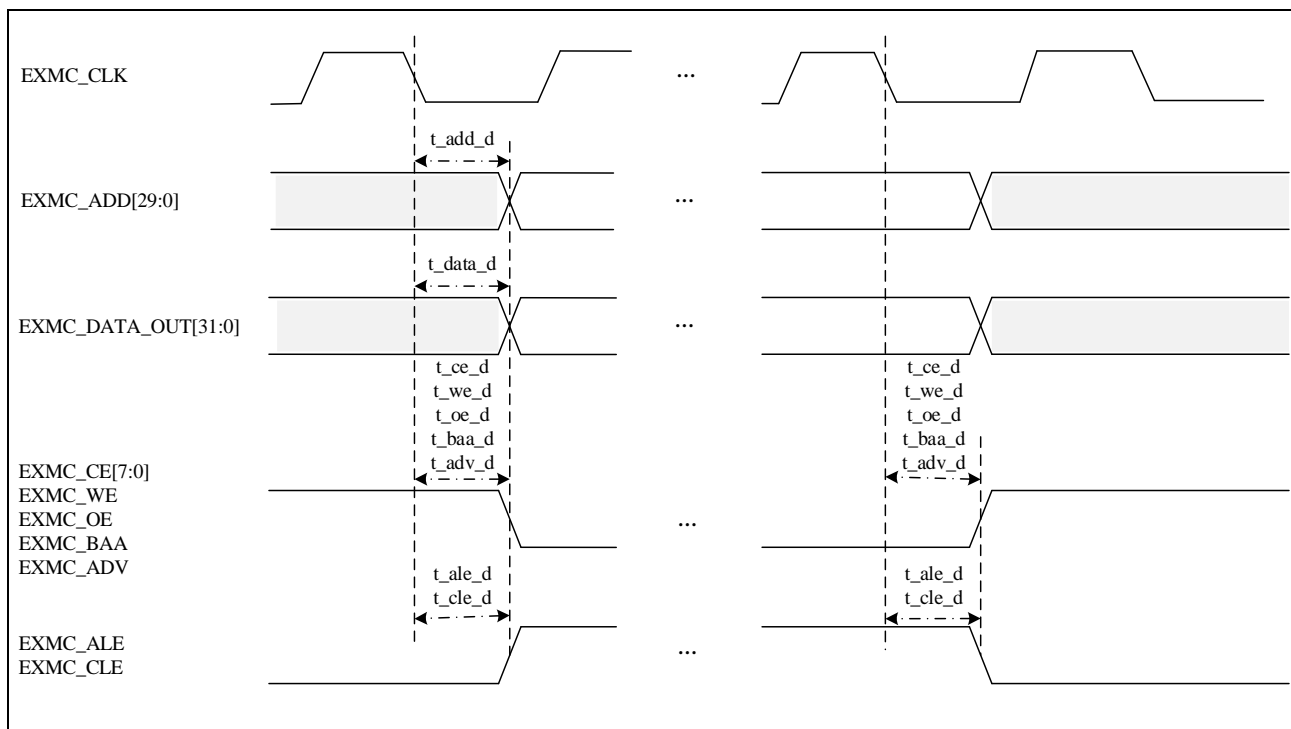 EXMC_CLK
...
...
t_add_d
EXMC_ADD[29:0]
...
t_data_d
EXMC_DATA_OUT[31:0]
...
t_ce_d
t_we_d
t_oe_d
t_baa_d
t_adv_d
t_ce_d
t_we_d
t_oe_d
t_baa_d
t_adv_d
EXMC_CE[7:0]
EXMC_WE
EXMC_OE
EXMC_BAA
EXMC_ADV
...
t_ale_d
t_cle_d
t_ale_d
t_cle_d
EXMC_ALE
EXMC_CLE